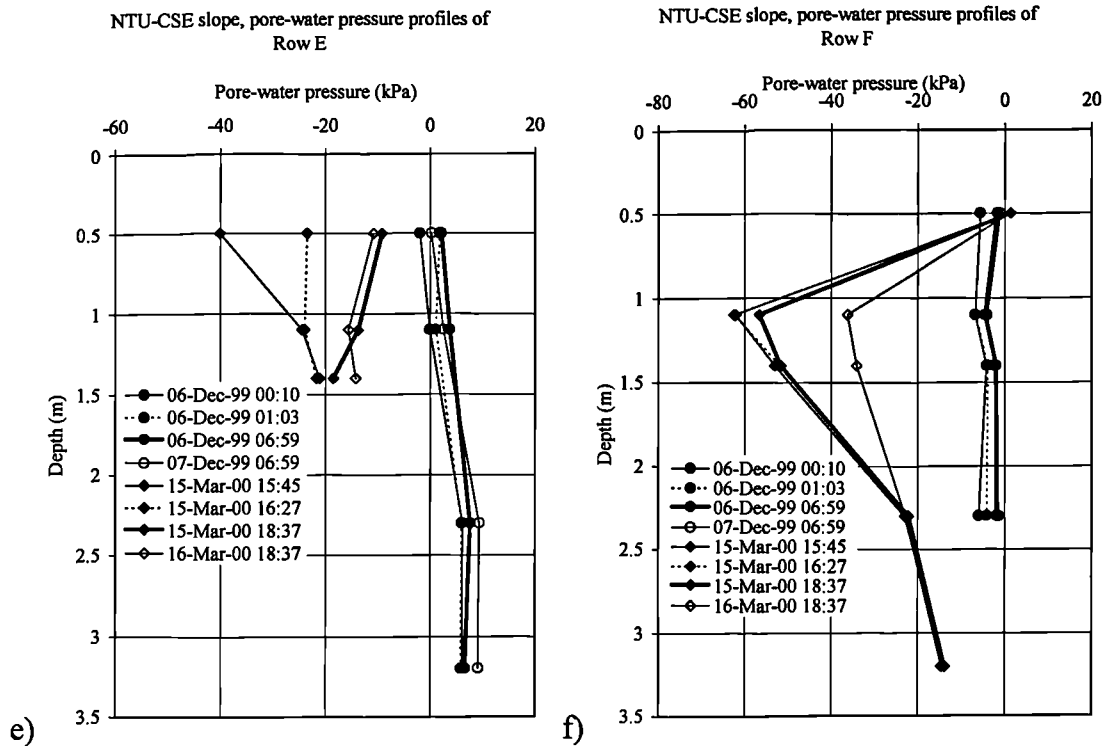 NTU-CSE slope, pore-water pressure profiles of
Row E
Pore-water pressure (kPa)
-60 -40 -20 0 20
0
0.5
1
1.5
2
2.5
3
3.5
Depth (m)
06-Dec-99 00:10
06-Dec-99 01:03
06-Dec-99 06:59
07-Dec-99 06:59
15-Mar-00 15:45
15-Mar-00 16:27
15-Mar-00 18:37
16-Mar-00 18:37
e)
NTU-CSE slope, pore-water pressure profiles of
Row F
Pore-water pressure (kPa)
-80 -60 -40 -20 0 20
0
0.5
1
1.5
2
2.5
3
3.5
Depth (m)
06-Dec-99 00:10
06-Dec-99 01:03
06-Dec-99 06:59
07-Dec-99 06:59
15-Mar-00 15:45
15-Mar-00 16:27
15-Mar-00 18:37
16-Mar-00 18:37
f)